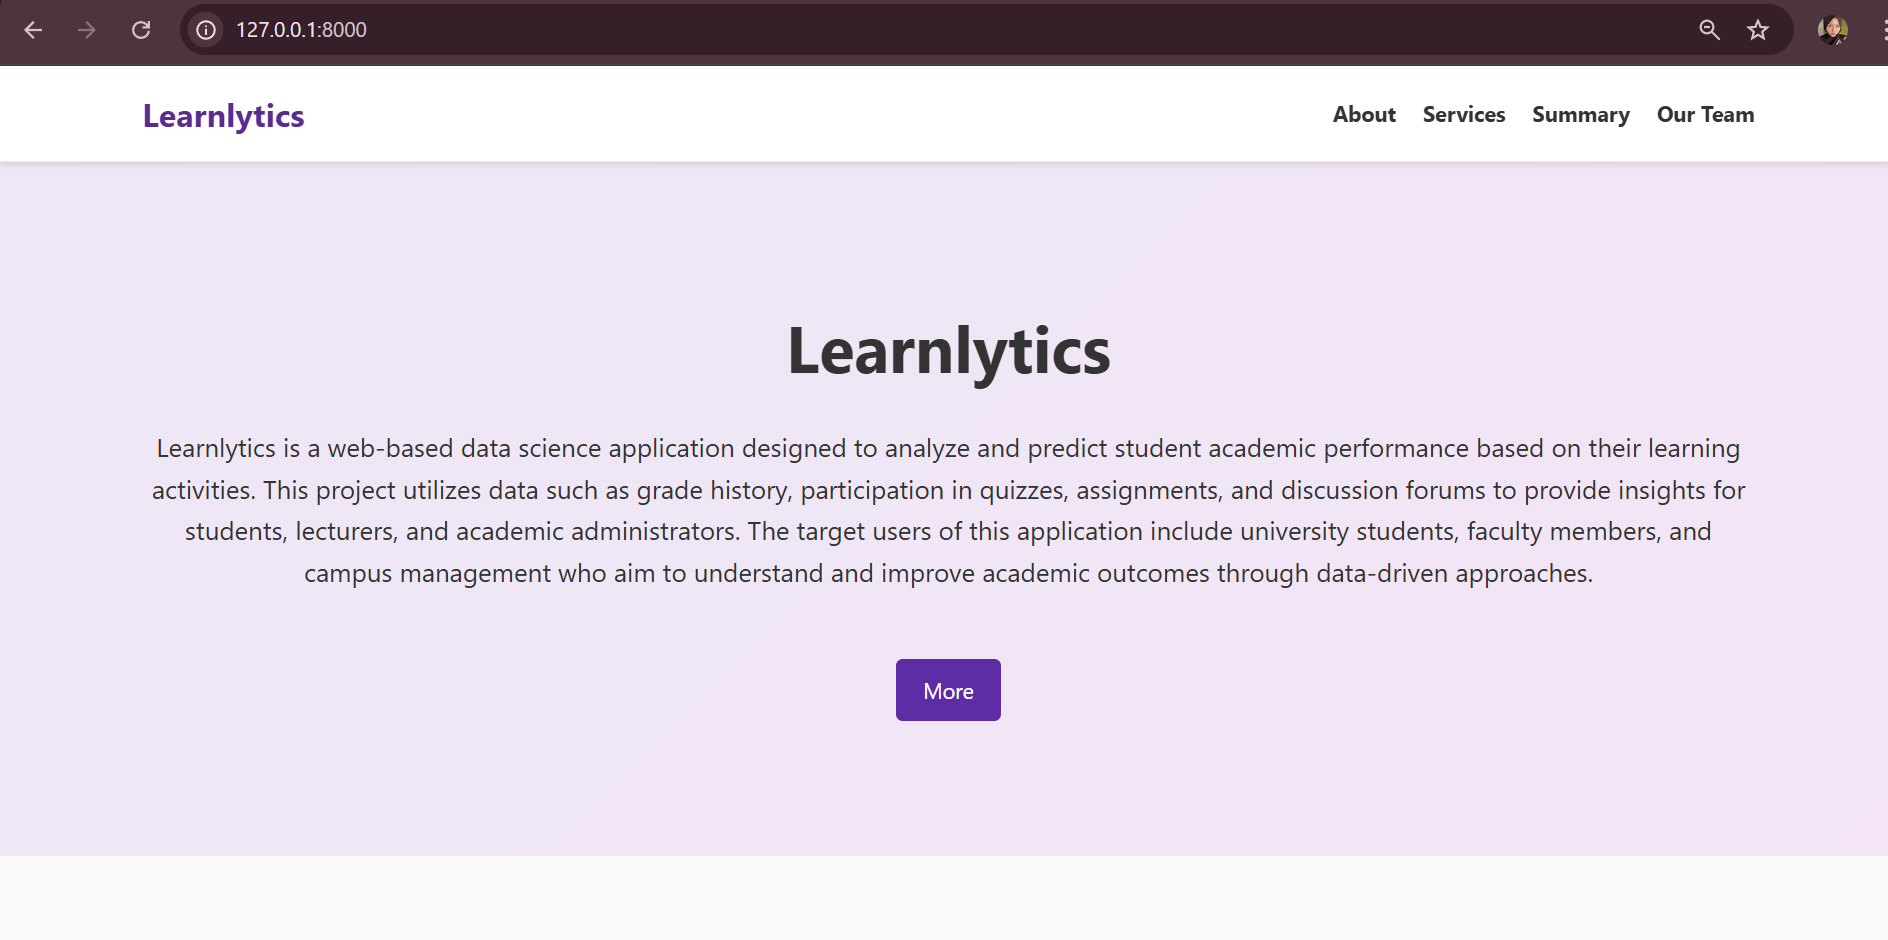 127.0.0.1:8000
Learnlytics
About Services Summary Our Team
Learnlytics
Learnlytics is a web-based data science application designed to analyze and predict student academic performance based on their learning
activities. This project utilizes data such as grade history, participation in quizzes, assignments, and discussion forums to provide insights for
students, lecturers, and academic administrators. The target users of this application include university students, faculty members, and
campus management who aim to understand and improve academic outcomes through data-driven approaches.
More